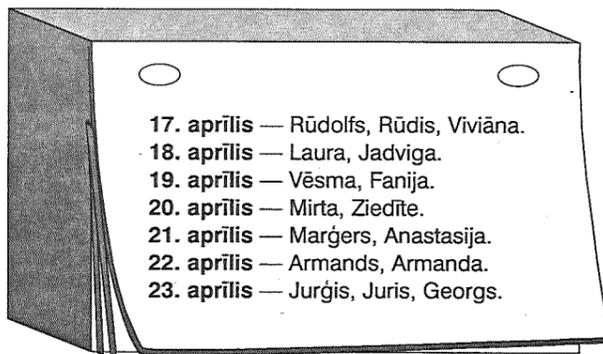 17. aprīlis — Rūdolfs, Rūdis, Viviāna.
18. aprīlis — Laura, Jadviga.
19. aprīlis — Vēsma, Fanija.
20. aprīlis — Mirta, Ziedīte.
21. aprīlis — Marģers, Anastasija.
22. aprīlis — Armands, Armanda.
23. aprīlis — Jurģis, Juris, Georgs.